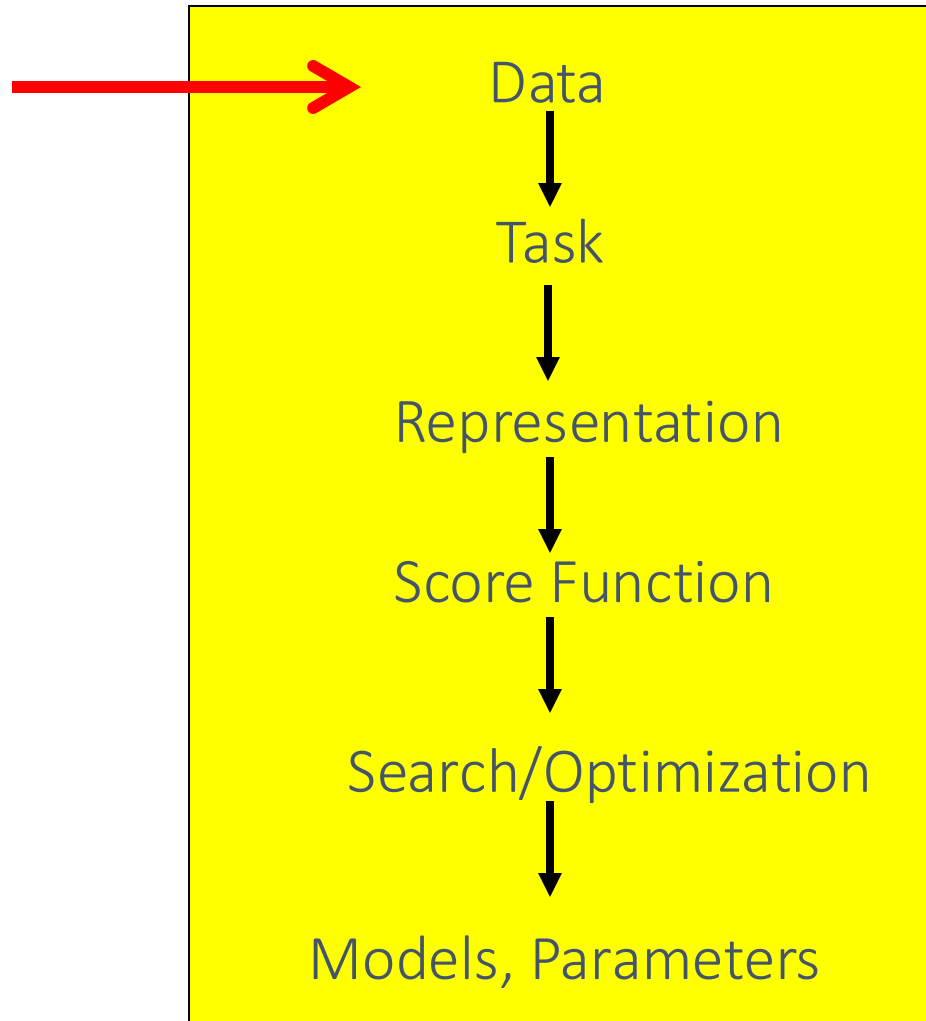 Data
Task
Representation
Score Function
Search/Optimization
Models, Parameters